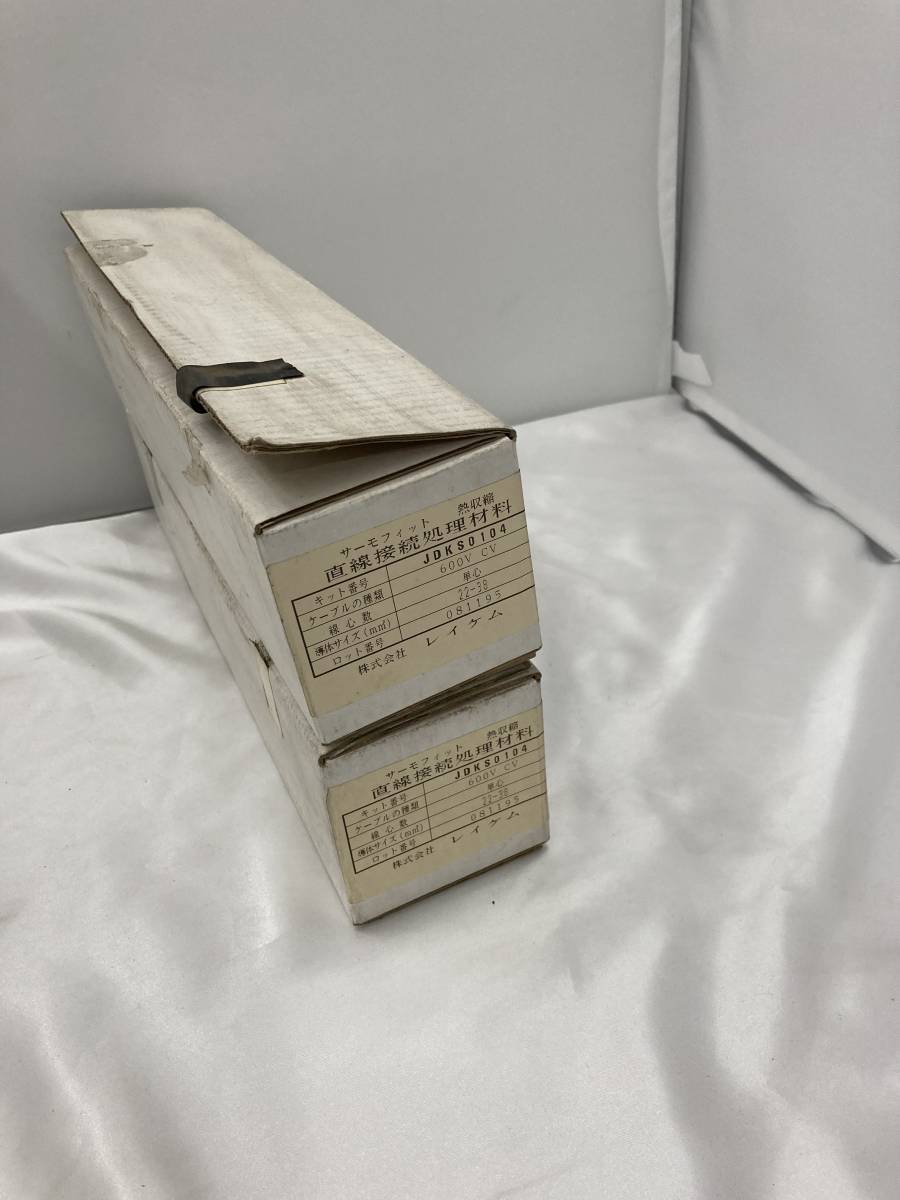 サーモフィット 熱収縮
直線接続処理材料
キット番号 JDKS0104
ケーブルの種類 600V CV
線心数 単心
導体サイズ(mm²) 22-38
ロット番号 081195
株式会社 レイケム
サーモフィット 熱収縮
直線接続処理材料
キット番号 JDKS0104
ケーブルの種類 600V CV
線心数 単心
導体サイズ(mm²) 22-38
ロット番号 081195
株式会社 レイケム